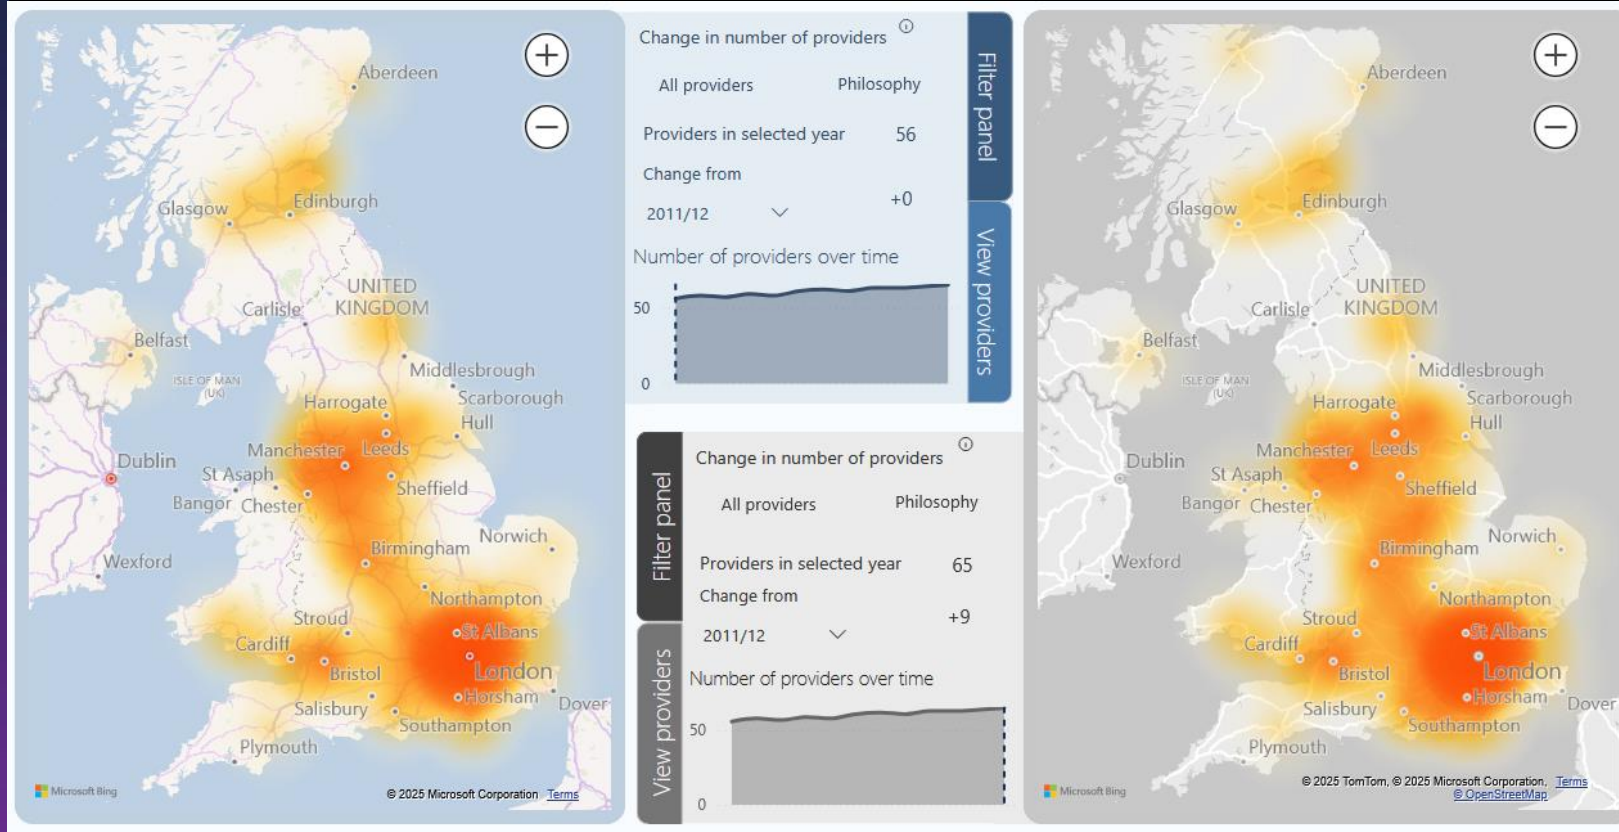 Aberdeen
Edinburgh
Glasgow
UNITED
KINGDOM
Carlisle
Belfast
Middlesbrough
ISLE OF MAN
(UK)
Scarborough
Harrogate
Hull
Manchester
Leeds
Dublin
St Asaph
Sheffield
Bangor
Chester
Norwich
Birmingham
Wexford
Northampton
Stroud
St Albans
Cardiff
London
Bristol
Horsham
Salisbury
Dover
Southampton
Plymouth
Microsoft Bing
© 2025 Microsoft Corporation Terms
Change in number of providers
All providers Philosophy
Providers in selected year 56
Change from
+0
2011/12
Number of providers over time
50
0
Filter panel
View providers
Filter panel
View providers
Change in number of providers
All providers Philosophy
Providers in selected year 65
Change from
+9
2011/12
Number of providers over time
50
0
Aberdeen
Edinburgh
Glasgow
UNITED
KINGDOM
Carlisle
Belfast
Middlesbrough
ISLE OF MAN
(UK)
Scarborough
Harrogate
Hull
Manchester
Leeds
Dublin
St Asaph
Sheffield
Bangor
Chester
Norwich
Birmingham
Wexford
Northampton
Stroud
St Albans
Cardiff
London
Bristol
Horsham
Salisbury
Dover
Southampton
Plymouth
Microsoft Bing
© 2025 TomTom, © 2025 Microsoft Corporation, Terms
© OpenStreetMap